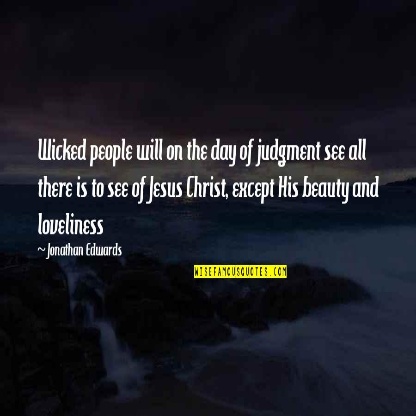 Wicked people will on the day of judgment see all
there is to see of Jesus Christ, except His beauty and
loveliness
~ Jonathan Edwards
WISEFAMOUSQUOTES.COM